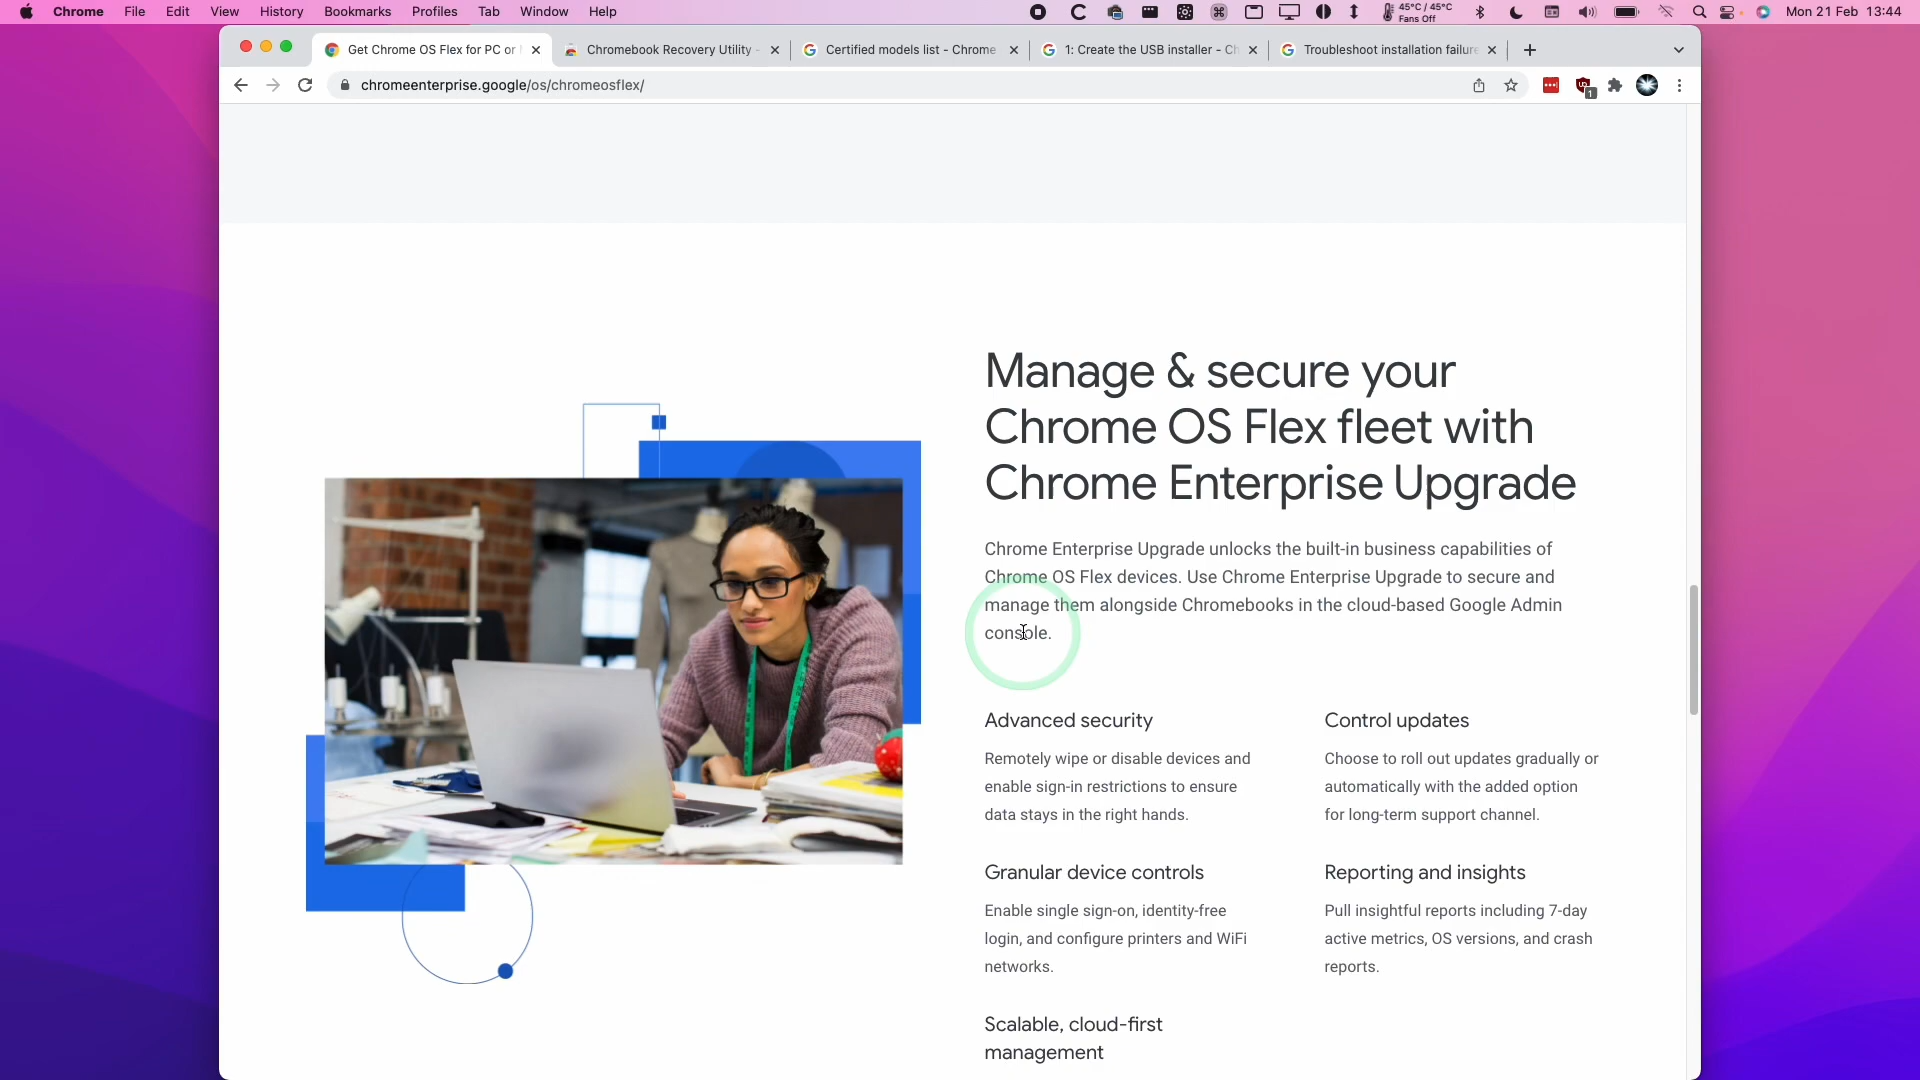 Chrome File Edit View History Bookmarks Profiles Tab Window Help
45°C / 45°C
Fans Off
Mon 21 Feb 13:44
Get Chrome OS Flex for PC or
Chromebook Recovery Utility -
Certified models list - Chrome
1: Create the USB installer - Ch
Troubleshoot installation failure
chromeenterprise.google/os/chromeosflex/
1
Manage & secure your
Chrome OS Flex fleet with
Chrome Enterprise Upgrade
Chrome Enterprise Upgrade unlocks the built-in business capabilities of
Chrome OS Flex devices. Use Chrome Enterprise Upgrade to secure and
manage them alongside Chromebooks in the cloud-based Google Admin
console.
Advanced security
Remotely wipe or disable devices and
enable sign-in restrictions to ensure
data stays in the right hands.
Control updates
Choose to roll out updates gradually or
automatically with the added option
for long-term support channel.
Granular device controls
Enable single sign-on, identity-free
login, and configure printers and WiFi
networks.
Reporting and insights
Pull insightful reports including 7-day
active metrics, OS versions, and crash
reports.
Scalable, cloud-first
management